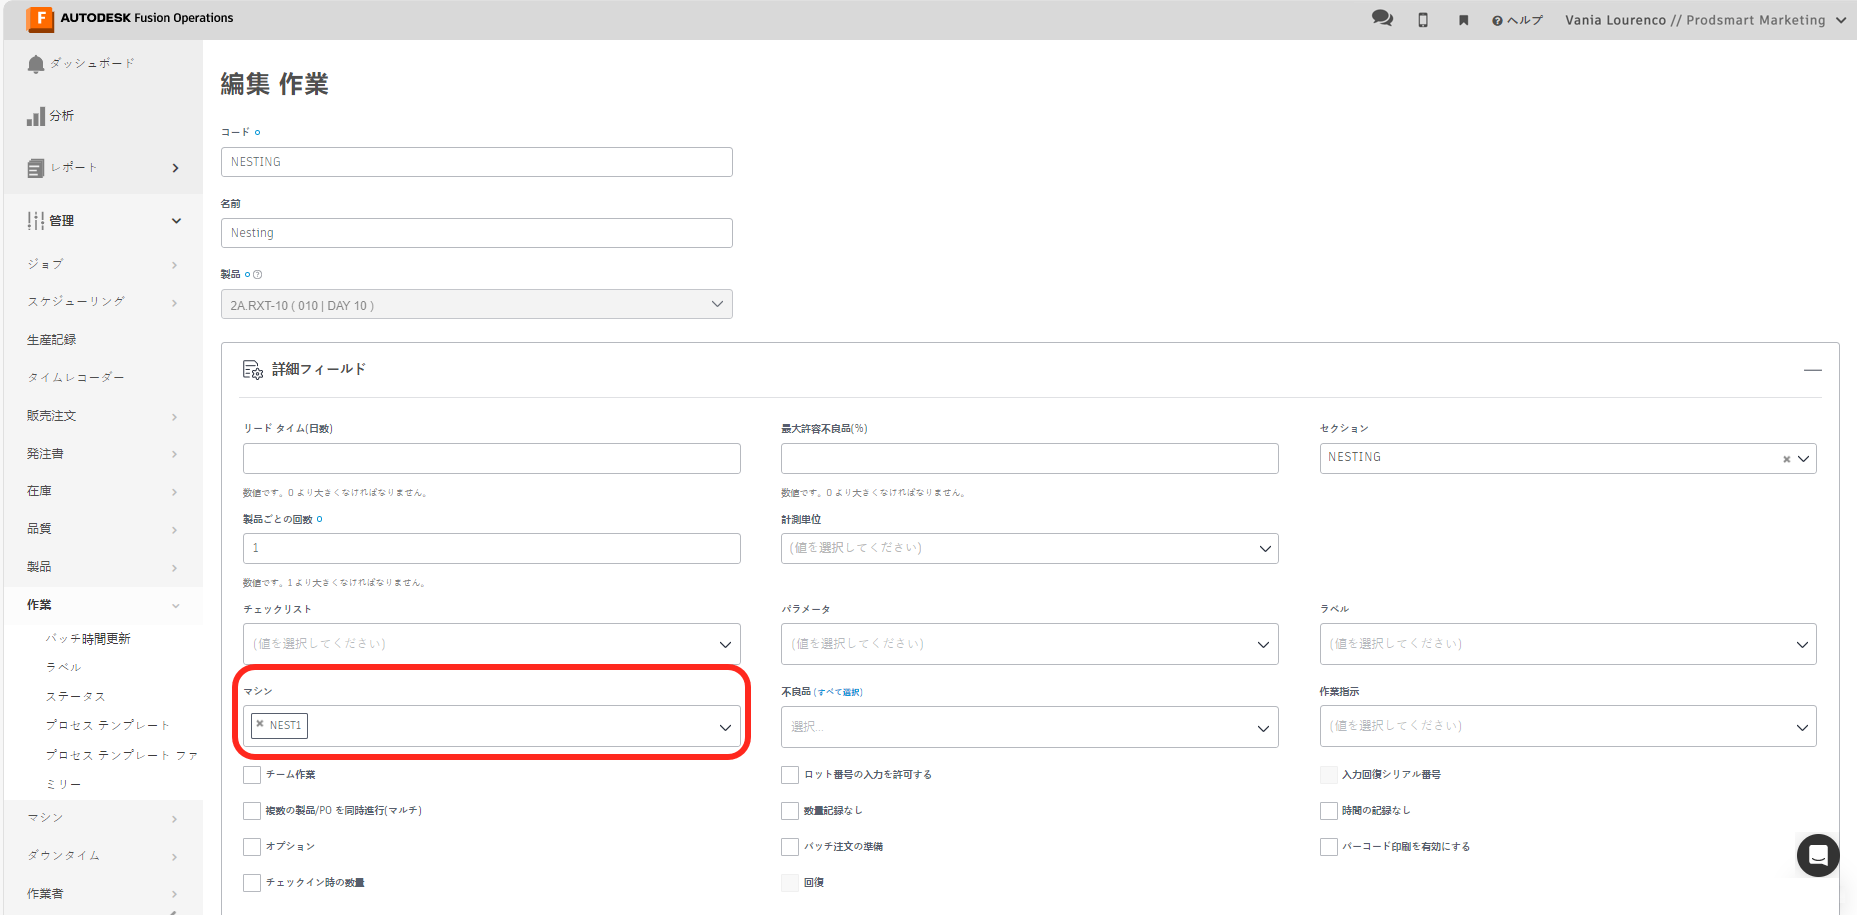 AUTODESK Fusion Operations
ヘルプ
Vania Lourenco // Prodsmart Marketing
ダッシュボード
分析
レポート
管理
ジョブ
スケジューリング
生産記録
タイムレコーダー
販売注文
発注書
在庫
品質
製品
作業
バッチ時間更新
ラベル
ステータス
プロセス テンプレート
プロセス テンプレート ファ
ミリー
マシン
ダウンタイム
作業者
編集 作業
コード
NESTING
名前
Nesting
製品
2A.RXT-10 ( 010 | DAY 10 )
詳細フィールド
リード タイム(日数)
最大許容不良品(%)
セクション
NESTING
数値です。0 より大きくなければなりません。
数値です。0 より大きくなければなりません。
製品ごとの回数
計測単位
1
(値を選択してください)
数値です。1 より大きくなければなりません。
チェックリスト
パラメータ
ラベル
(値を選択してください)
(値を選択してください)
(値を選択してください)
マシン
不良品 (すべて選択)
作業指示
× NEST1
選択...
(値を選択してください)
チーム作業
ロット番号の入力を許可する
入力回復シリアル番号
複数の製品/PO を同時進行(マルチ)
数量記録なし
時間の記録なし
オプション
バッチ注文の準備
バーコード印刷を有効にする
チェックイン時の数量
回復